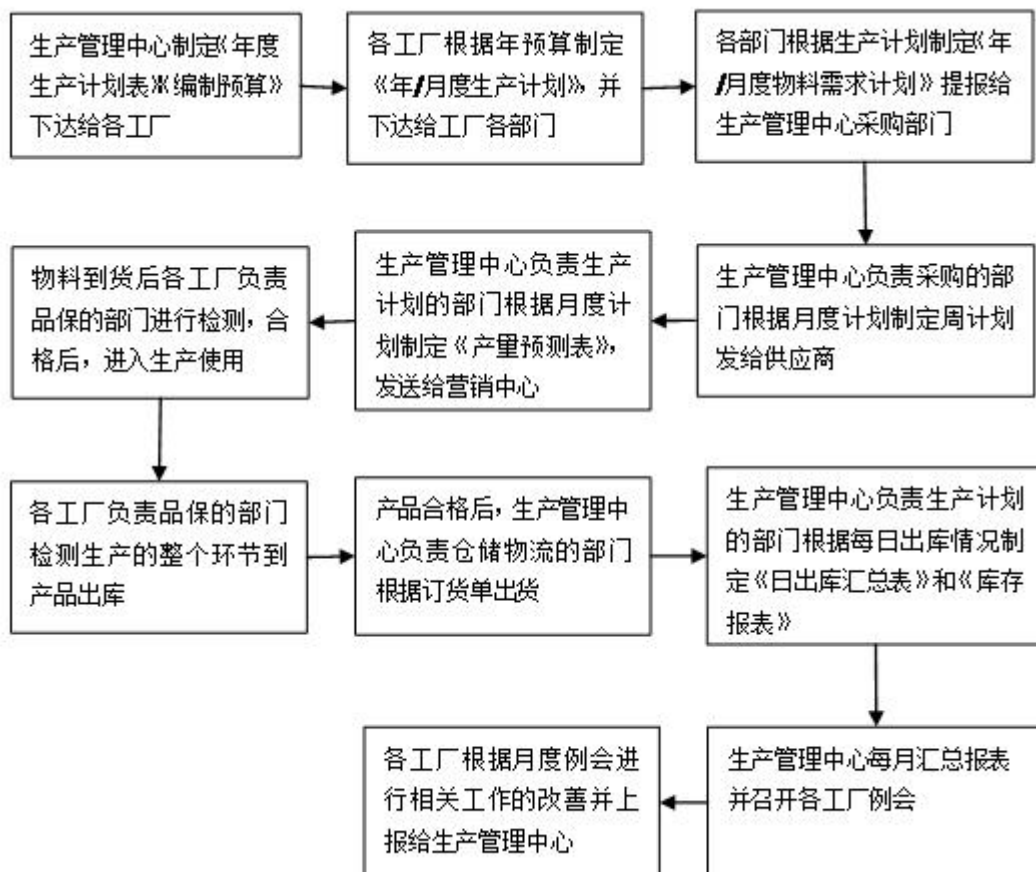 生产管理中心制定《年度
生产计划表》《编制预算》
下达给各工厂
各工厂根据年预算制定
《年/月度生产计划》,并
下达给工厂各部门
各部门根据生产计划制定《年
/月度物料需求计划》提报给
生产管理中心采购部门
生产管理中心负责采购的部
门根据月度计划制定周计划
发给供应商
生产管理中心负责生产
计划的部门根据月度计
划制定《产量预测表》,
发送给营销中心
物料到货后各工厂负责
品保的部门进行检测,合
格后,进入生产使用
各工厂负责品保的部门
检测生产的整个环节到
产品出库
产品合格后,生产管理中
心负责仓储物流的部门
根据订货单出货
生产管理中心负责生产计划
的部门根据每日出库情况制
定《日出库汇总表》和《库存
报表》
生产管理中心每月汇总报表
并召开各工厂例会
各工厂根据月度例会进
行相关工作的改善并上
报给生产管理中心